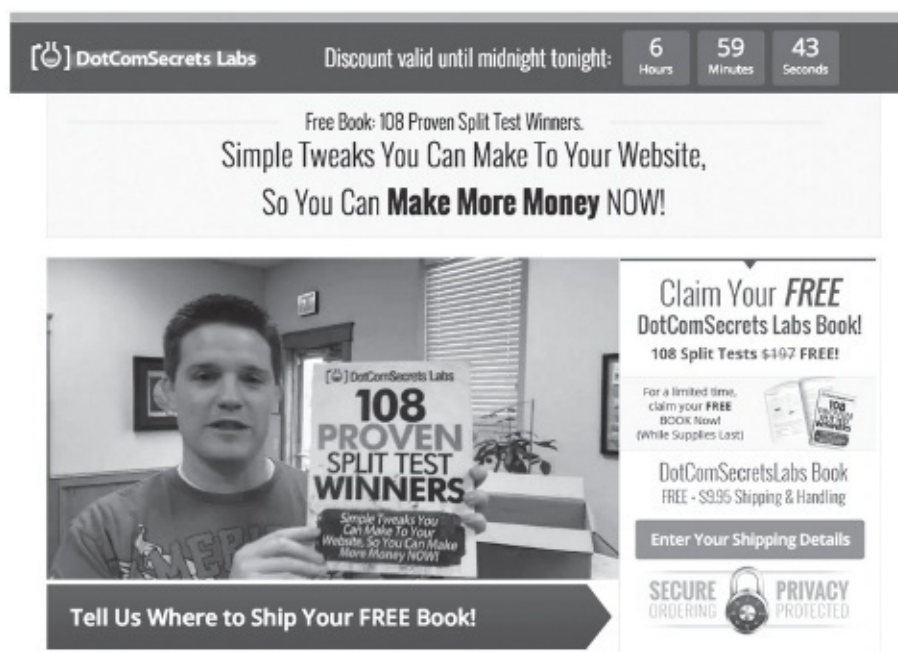 DotComSecrets Labs
Discount valid until midnight tonight:
6 Hours
59 Minutes
43 Seconds
Free Book: 108 Proven Split Test Winners.
Simple Tweaks You Can Make To Your Website,
So You Can Make More Money NOW!
DotComSecrets Labs
108
PROVEN
SPLIT TEST
WINNERS
Simple Tweaks You
Can Make To Your
Website, So You Can Make
More Money NOW!
Tell Us Where to Ship Your FREE Book!
Claim Your FREE
DotComSecrets Labs Book!
108 Split Tests $197 FREE!
For a limited time,
claim your FREE
BOOK Now!
(While Supplies Last)
108
PROVEN
SPLIT TEST
WINNERS
DotComSecretsLabs Book
FREE - $9.95 Shipping & Handling
Enter Your Shipping Details
SECURE ORDERING
PRIVACY PROTECTED